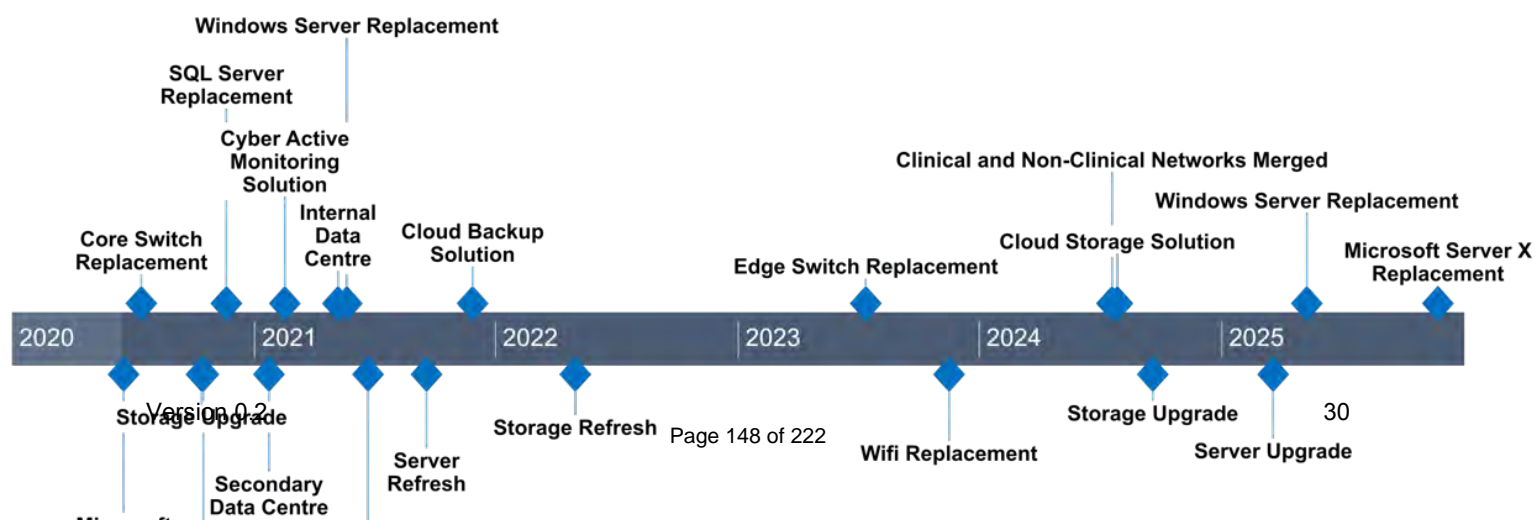 Windows Server Replacement
SQL Server
Replacement
Cyber Active
Monitoring
Solution
Internal
Data
Centre
Core Switch
Replacement
Cloud Backup
Solution
Clinical and Non-Clinical Networks Merged
Windows Server Replacement
Cloud Storage Solution
Edge Switch Replacement
Microsoft Server X
Replacement
2020
2021
2022
2023
2024
2025
Version 0.2
Storage Upgrade
Storage Refresh
Page 148 of 222
Storage Upgrade
30
Server
Refresh
Wifi Replacement
Server Upgrade
Secondary
Data Centre